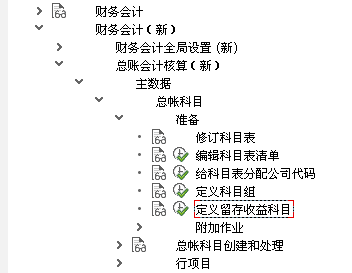 财务会计
财务会计（新）
财务会计全局设置 (新)
总账会计核算（新）
主数据
总帐科目
准备
修订科目表
编辑科目表清单
给科目表分配公司代码
定义科目组
定义留存收益科目
附加作业
总帐科目创建和处理
行项目